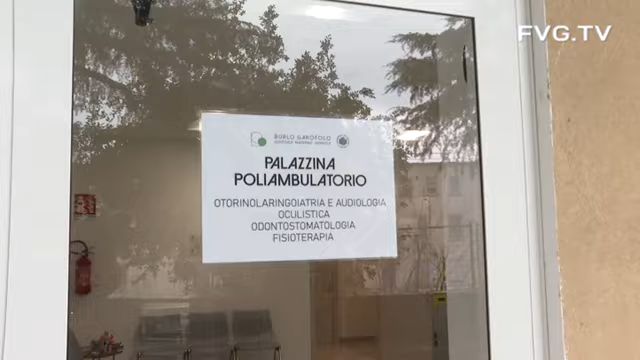 FVG.TV
BURLO GAROFOLO
PALAZZINA
POLIAMBULATORIO
OTORINOLARINGOIATRIA E AUDIOLOGIA
OCULISTICA
ODONTOSTOMATOLOGIA
FISIOTERAPIA